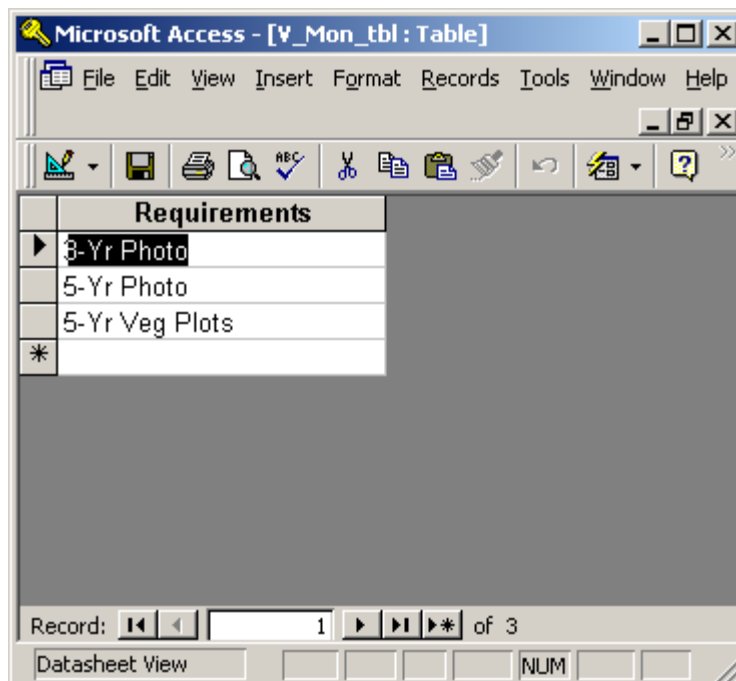 Microsoft Access - [V_Mon_tbl : Table]
File Edit View Insert Format Records Tools Window Help
ABC
Requirements
3-Yr Photo
5-Yr Photo
5-Yr Veg Plots
Record: 1 of 3
Datasheet View NUM